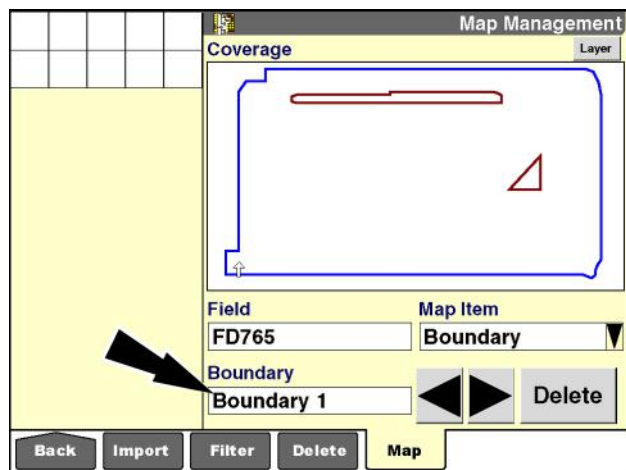 Map Management
Coverage
Layer
Field
Map Item
FD765
Boundary
Boundary
Boundary 1
Delete
Back
Import
Filter
Delete
Map